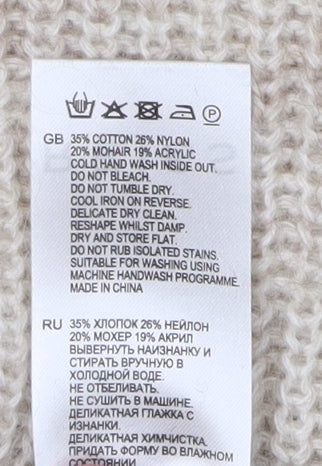 P
GB 35% COTTON 26% NYLON
20% MOHAIR 19% ACRYLIC
COLD HAND WASH INSIDE OUT.
DO NOT BLEACH.
DO NOT TUMBLE DRY.
COOL IRON ON REVERSE.
DELICATE DRY CLEAN.
RESHAPE WHILST DAMP.
DRY AND STORE FLAT.
DO NOT RUB ISOLATED STAINS.
SUITABLE FOR WASHING USING
MACHINE HANDWASH PROGRAMME.
MADE IN CHINA
RU 35% ХЛОПОК 26% НЕЙЛОН
20% МОХЕР 19% АКРИЛ
ВЫВЕРНУТЬ НАИЗНАНКУ И
СТИРАТЬ ВРУЧНУЮ В
ХОЛОДНОЙ ВОДЕ.
НЕ ОТБЕЛИВАТЬ.
НЕ СУШИТЬ В МАШИНЕ.
ДЕЛИКАТНАЯ ГЛАЖКА С
ИЗНАНКИ.
ДЕЛИКАТНАЯ ХИМЧИСТКА.
ПРИДАТЬ ФОРМУ ВО ВЛАЖНОМ
СОСТОЯНИИ